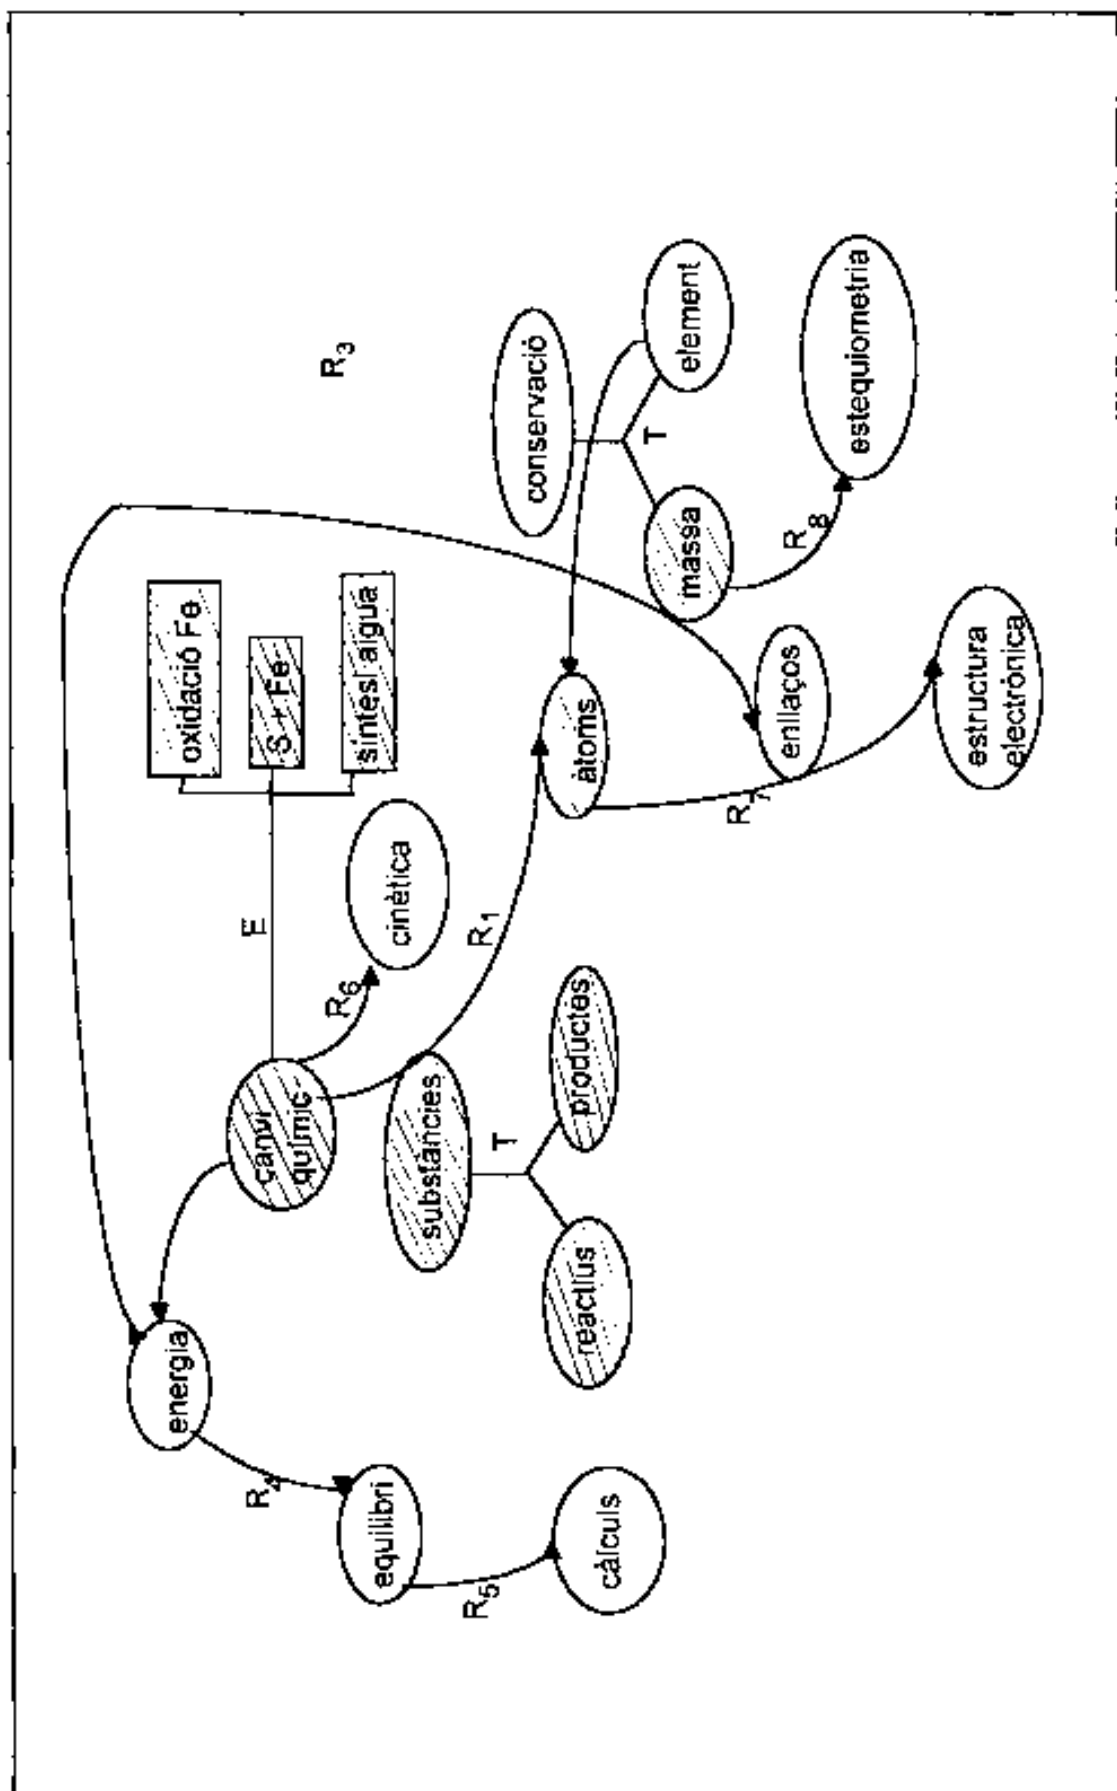 R3
oxidació Fe
S + Fe
síntesi aigua
E
energia
canvi
químic
R6
cinètica
R4
equilibri
substàncies
R1
conservació
T
element
massa
àtoms
T
productes
reactius
R5
càlculs
R7
enllaços
R8
estequiometria
estructura
electrònica